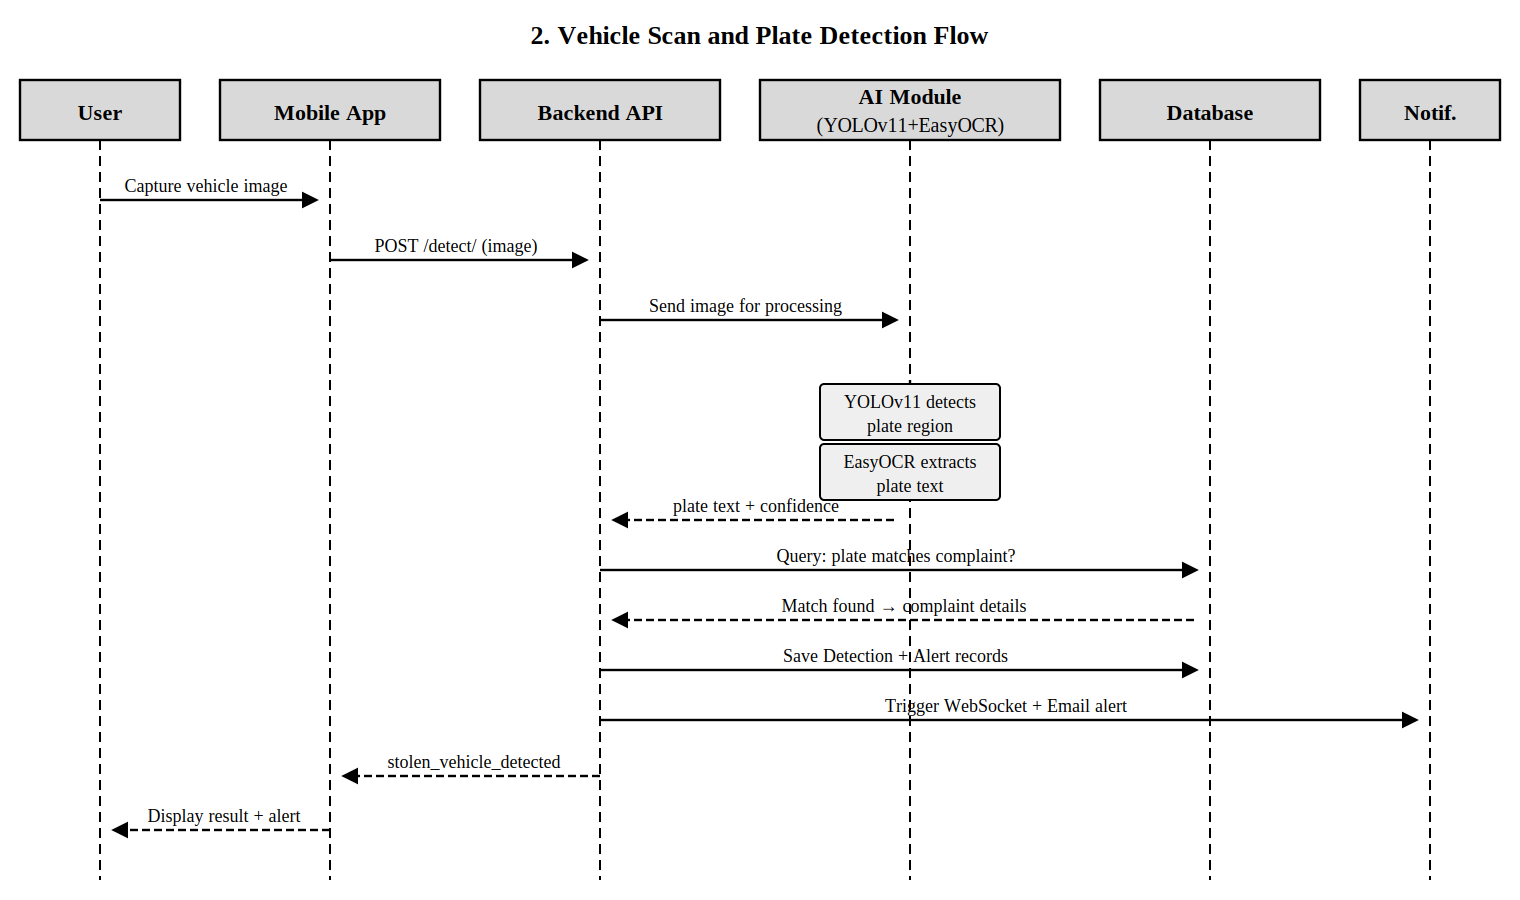 2. Vehicle Scan and Plate Detection Flow
User
Mobile App
Backend API
AI Module
(YOLOv11+EasyOCR)
Database
Notif.
Capture vehicle image
POST /detect/ (image)
Send image for processing
YOLOv11 detects
plate region
EasyOCR extracts
plate text
plate text + confidence
Query: plate matches complaint?
Match found → complaint details
Save Detection + Alert records
Trigger WebSocket + Email alert
stolen_vehicle_detected
Display result + alert